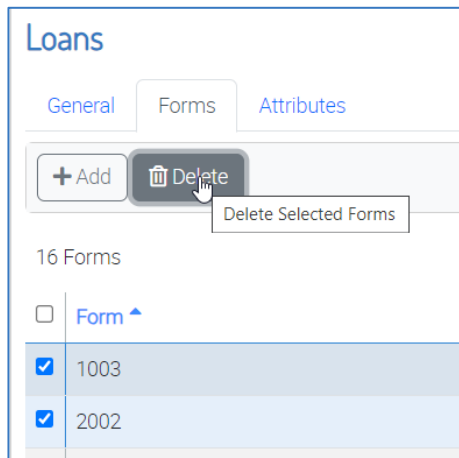 Loans
General Forms Attributes
Add Delete
Delete Selected Forms
16 Forms
Form
1003
2002